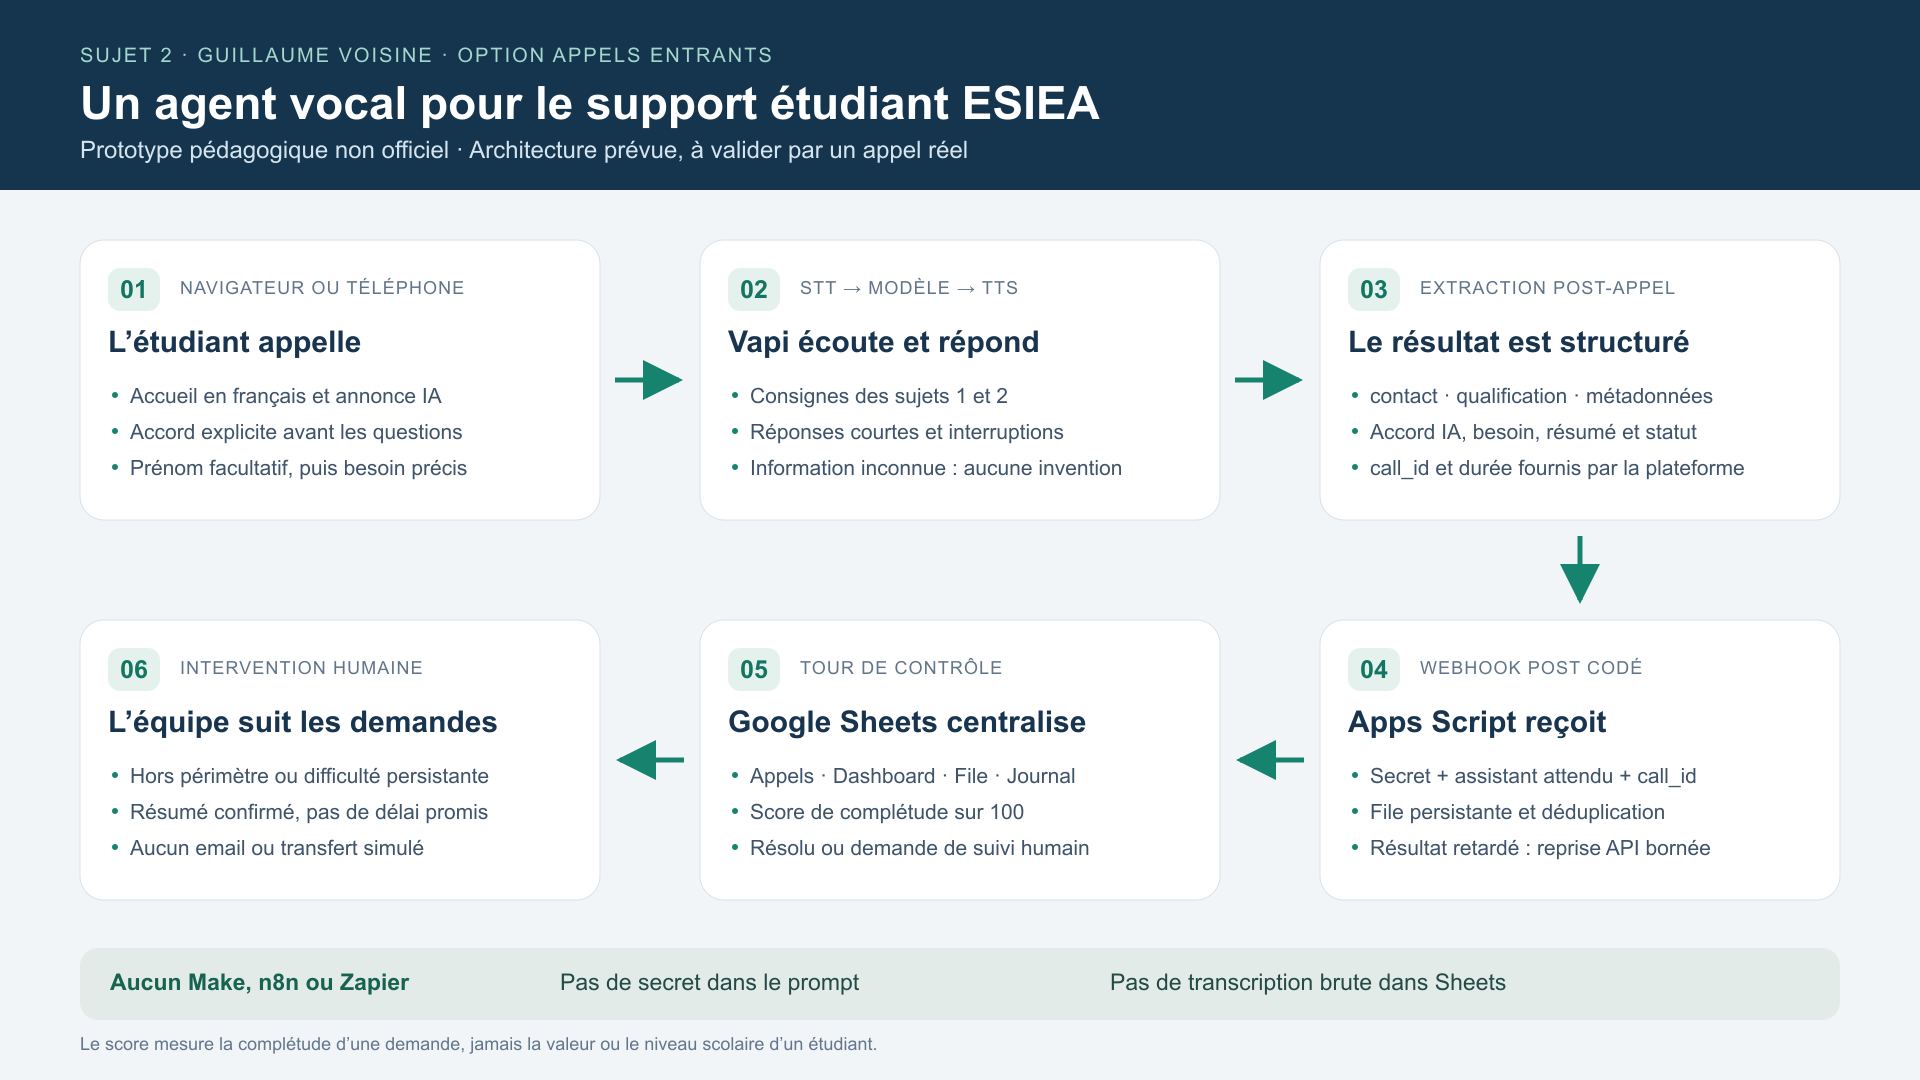 SUJET 2 · GUILLAUME VOISINE · OPTION APPELS ENTRANTS
Un agent vocal pour le support étudiant ESIEA
Prototype pédagogique non officiel · Architecture prévue, à valider par un appel réel
01 NAVIGATEUR OU TÉLÉPHONE
L’étudiant appelle
• Accueil en français et annonce IA
• Accord explicite avant les questions
• Prénom facultatif, puis besoin précis
02 STT → MODÈLE → TTS
Vapi écoute et répond
• Consignes des sujets 1 et 2
• Réponses courtes et interruptions
• Information inconnue : aucune invention
03 EXTRACTION POST-APPEL
Le résultat est structuré
• contact · qualification · métadonnées
• Accord IA, besoin, résumé et statut
• call_id et durée fournis par la plateforme
04 WEBHOOK POST CODÉ
Apps Script reçoit
• Secret + assistant attendu + call_id
• File persistante et déduplication
• Résultat retardé : reprise API bornée
05 TOUR DE CONTRÔLE
Google Sheets centralise
• Appels · Dashboard · File · Journal
• Score de complétude sur 100
• Résolu ou demande de suivi humain
06 INTERVENTION HUMAINE
L’équipe suit les demandes
• Hors périmètre ou difficulté persistante
• Résumé confirmé, pas de délai promis
• Aucun email ou transfert simulé
Aucun Make, n8n ou Zapier
Pas de secret dans le prompt
Pas de transcription brute dans Sheets
Le score mesure la complétude d’une demande, jamais la valeur ou le niveau scolaire d’un étudiant.